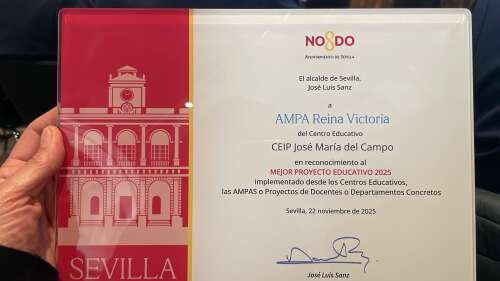 NO8DO
AYUNTAMIENTO DE SEVILLA
El alcalde de Sevilla,
José Luis Sanz
a
AMPA Reina Victoria
del Centro Educativo
CEIP José María del Campo
en reconocimiento al
MEJOR PROYECTO EDUCATIVO 2025
implementado desde los Centros Educativos,
las AMPAS o Proyectos de Docentes o Departamentos Concretos
Sevilla, 22 noviembre de 2025
José Luis Sanz
SEVILLA